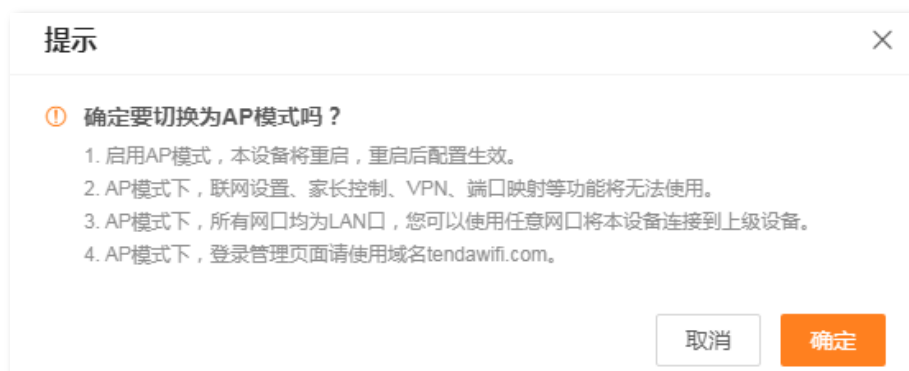 提示
确定要切换为AP模式吗？
1. 启用AP模式，本设备将重启，重启后配置生效。
2. AP模式下，联网设置、家长控制、VPN、端口映射等功能将无法使用。
3. AP模式下，所有网口均为LAN口，您可以使用任意网口将本设备连接到上级设备。
4. AP模式下，登录管理页面请使用域名tendawifi.com。
取消
确定